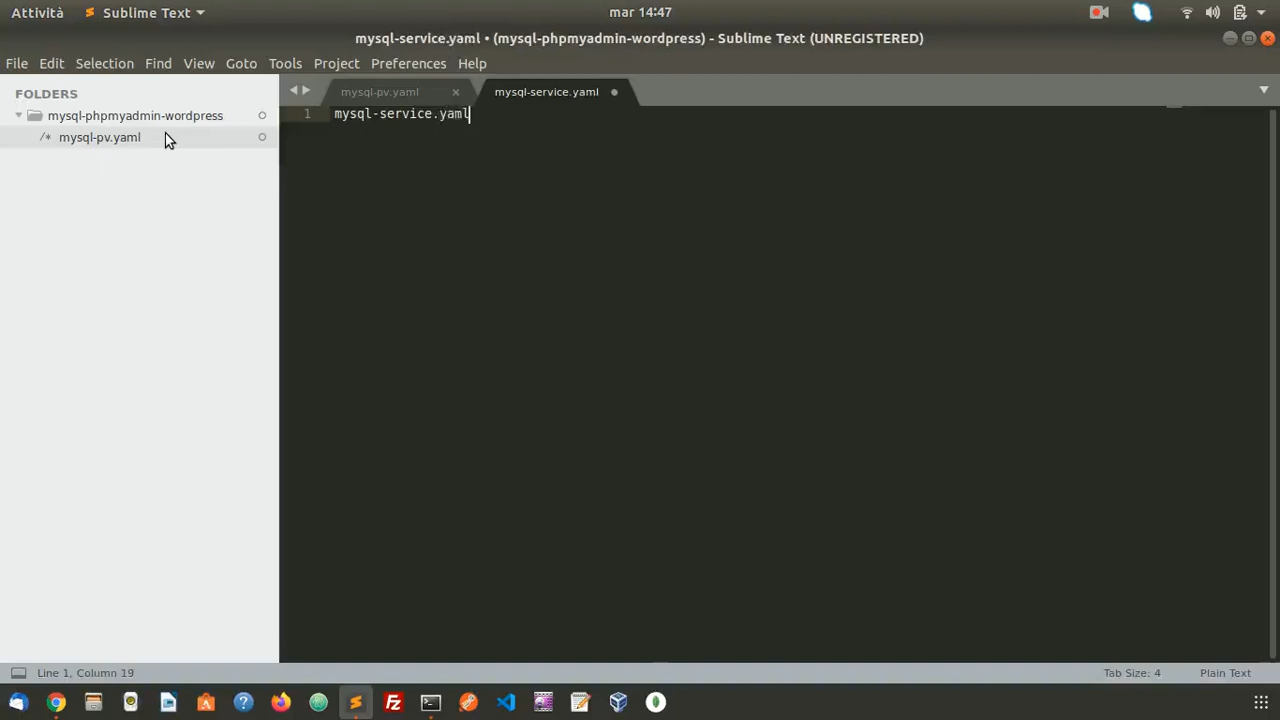 Attività
Sublime Text
mar 14:47
mysql-service.yaml • (mysql-phpmyadmin-wordpress) - Sublime Text (UNREGISTERED)
File Edit Selection Find View Goto Tools Project Preferences Help
FOLDERS
mysql-phpmyadmin-wordpress
/* mysql-pv.yaml
mysql-pv.yaml
mysql-service.yaml
1 mysql-service.yaml
Line 1, Column 19
Tab Size: 4
Plain Text